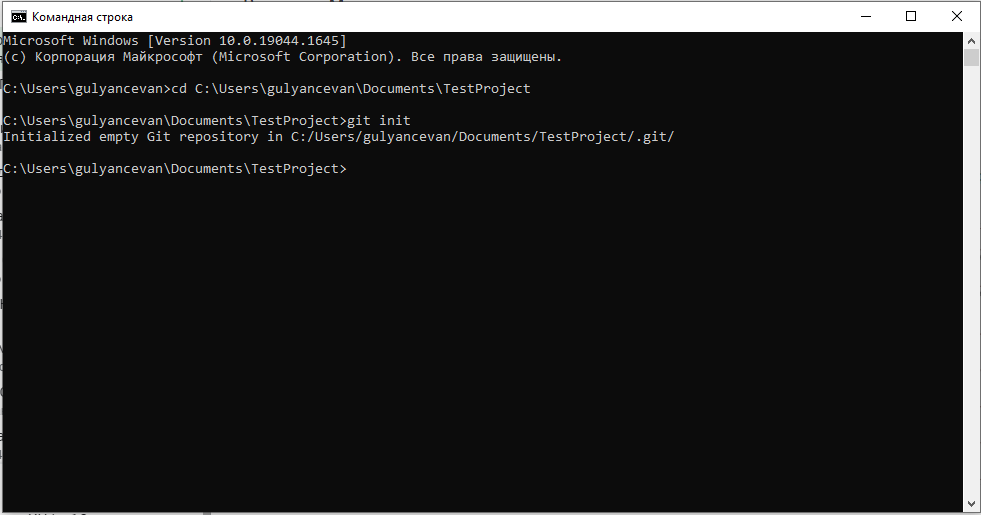 Командная строка
Microsoft Windows [Version 10.0.19044.1645]
(c) Корпорация Майкрософт (Microsoft Corporation). Все права защищены.
C:\Users\gulyancevan>cd C:\Users\gulyancevan\Documents\TestProject
C:\Users\gulyancevan\Documents\TestProject>git init
Initialized empty Git repository in C:/Users/gulyancevan/Documents/TestProject/.git/
C:\Users\gulyancevan\Documents\TestProject>